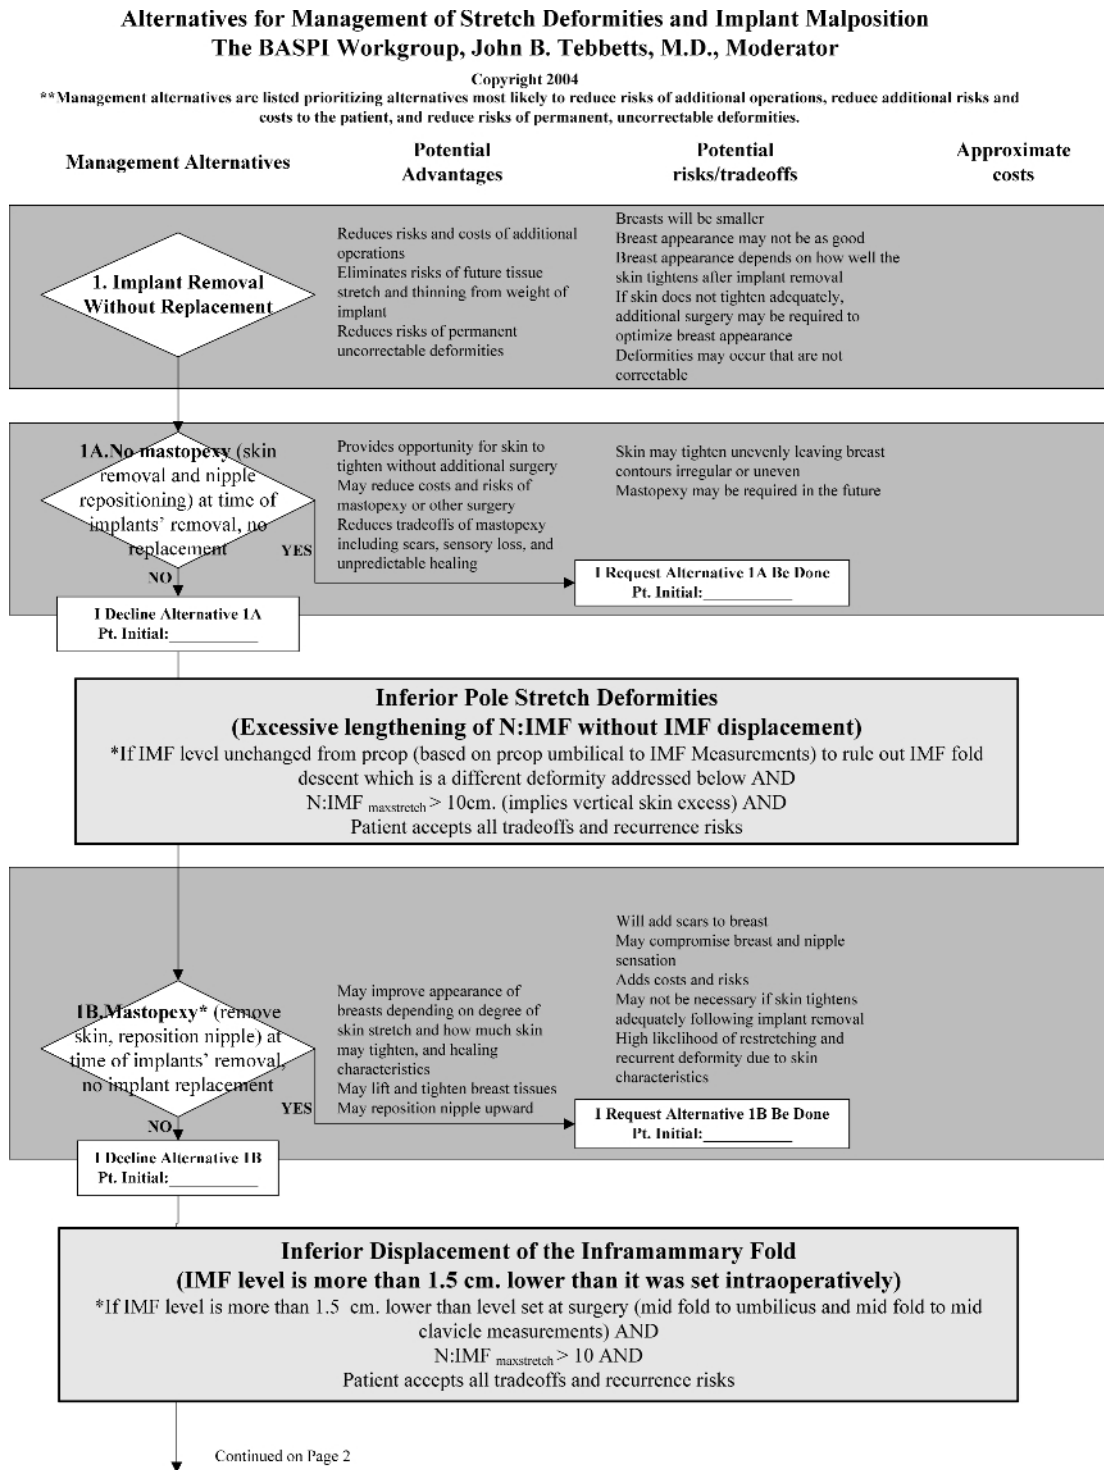 Alternatives for Management of Stretch Deformities and Implant Malposition
The BASPI Workgroup, John B. Tebbetts, M.D., Moderator
Copyright 2004
**Management alternatives are listed prioritizing alternatives most likely to reduce risks of additional operations, reduce additional risks and
costs to the patient, and reduce risks of permanent, uncorrectable deformities.
Management Alternatives
Potential
Advantages
Potential
risks/tradeoffs
Approximate
costs
1. Implant Removal
Without Replacement
Reduces risks and costs of additional
operations
Eliminates risks of future tissue
stretch and thinning from weight of
implant
Reduces risks of permanent
uncorrectable deformities
Breasts will be smaller
Breast appearance may not be as good
Breast appearance depends on how well the
skin tightens after implant removal
If skin does not tighten adequately,
additional surgery may be required to
optimize breast appearance
Deformities may occur that are not
correctable
1A.No mastopexy (skin
removal and nipple
repositioning) at time of
implants' removal, no
replacement
YES
NO
Provides opportunity for skin to
tighten without additional surgery
May reduce costs and risks of
mastopexy or other surgery
Reduces tradeoffs of mastopexy
including scars, sensory loss, and
unpredictable healing
Skin may tighten unevenly leaving breast
contours irregular or uneven
Mastopexy may be required in the future
I Request Alternative 1A Be Done
Pt. Initial:____________
I Decline Alternative 1A
Pt. Initial:____________
Inferior Pole Stretch Deformities
(Excessive lengthening of N:IMF without IMF displacement)
*If IMF level unchanged from preop (based on preop umbilical to IMF Measurements) to rule out IMF fold
descent which is a different deformity addressed below AND
N:IMF maxstretch > 10cm. (implies vertical skin excess) AND
Patient accepts all tradeoffs and recurrence risks
1B.Mastopexy* (remove
skin, reposition nipple) at
time of implants' removal,
no implant replacement
YES
NO
May improve appearance of
breasts depending on degree of
skin stretch and how much skin
may tighten, and healing
characteristics
May lift and tighten breast tissues
May reposition nipple upward
Will add scars to breast
May compromise breast and nipple
sensation
Adds costs and risks
May not be necessary if skin tightens
adequately following implant removal
High likelihood of restretching and
recurrent deformity due to skin
characteristics
I Request Alternative 1B Be Done
Pt. Initial:____________
I Decline Alternative 1B
Pt. Initial:____________
Inferior Displacement of the Inframammary Fold
(IMF level is more than 1.5 cm. lower than it was set intraoperatively)
*If IMF level is more than 1.5 cm. lower than level set at surgery (mid fold to umbilicus and mid fold to mid
clavicle measurements) AND
N:IMF maxstretch > 10 AND
Patient accepts all tradeoffs and recurrence risks
Continued on Page 2